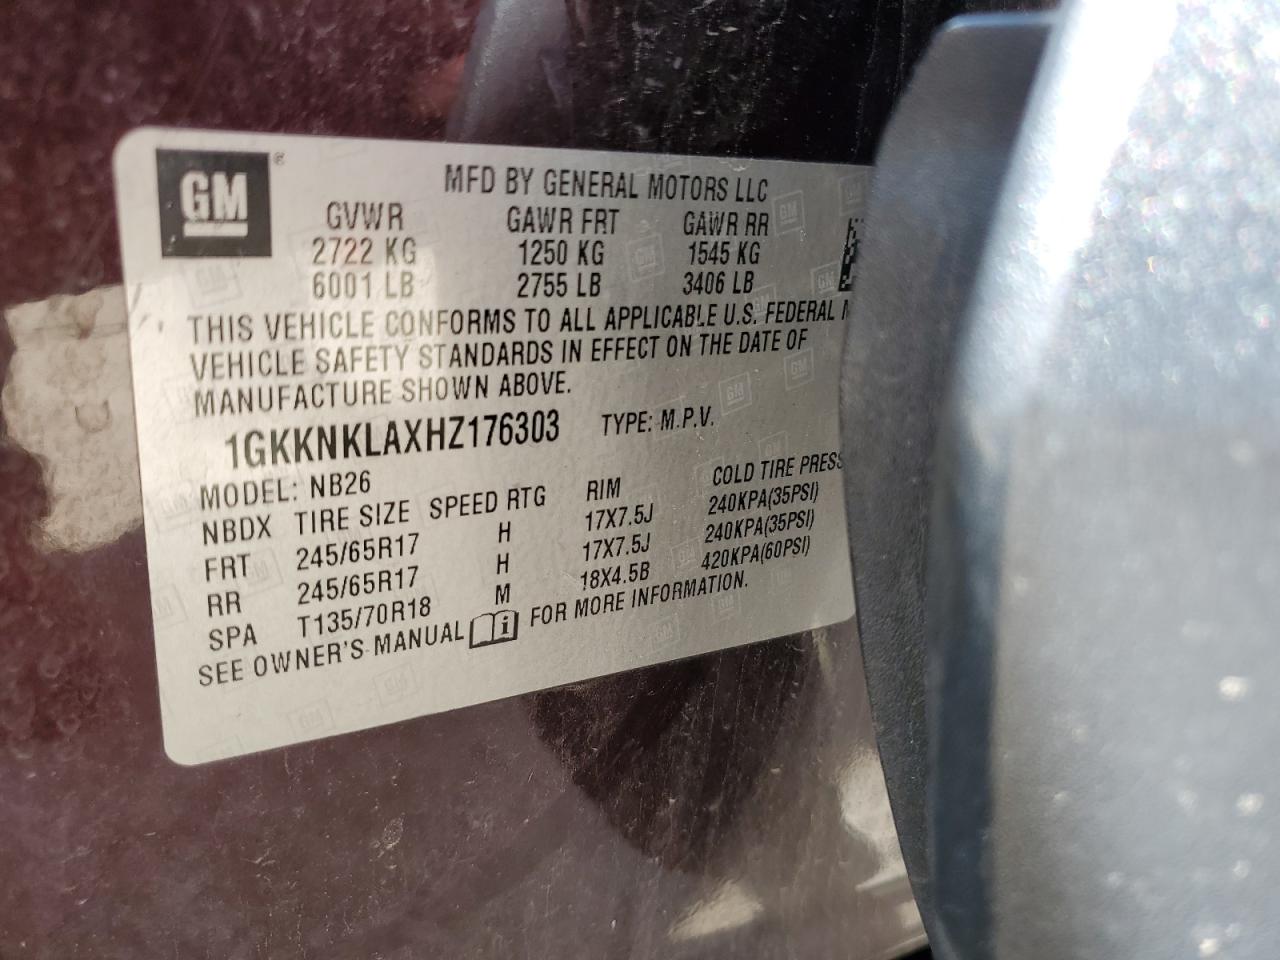 GM ®
MFD BY GENERAL MOTORS LLC
GVWR GAWR FRT GAWR RR
2722 KG 1250 KG 1545 KG
6001 LB 2755 LB 3406 LB
THIS VEHICLE CONFORMS TO ALL APPLICABLE U.S. FEDERAL
VEHICLE SAFETY STANDARDS IN EFFECT ON THE DATE OF
MANUFACTURE SHOWN ABOVE.
1GKKNKLAXHZ176303 TYPE: M.P.V.
MODEL: NB26
NBDX TIRE SIZE SPEED RTG RIM COLD TIRE PRESS
FRT 245/65R17 H 17X7.5J 240KPA(35PSI)
RR 245/65R17 H 17X7.5J 240KPA(35PSI)
SPA T135/70R18 M 18X4.5B 420KPA(60PSI)
SEE OWNER'S MANUAL i FOR MORE INFORMATION.